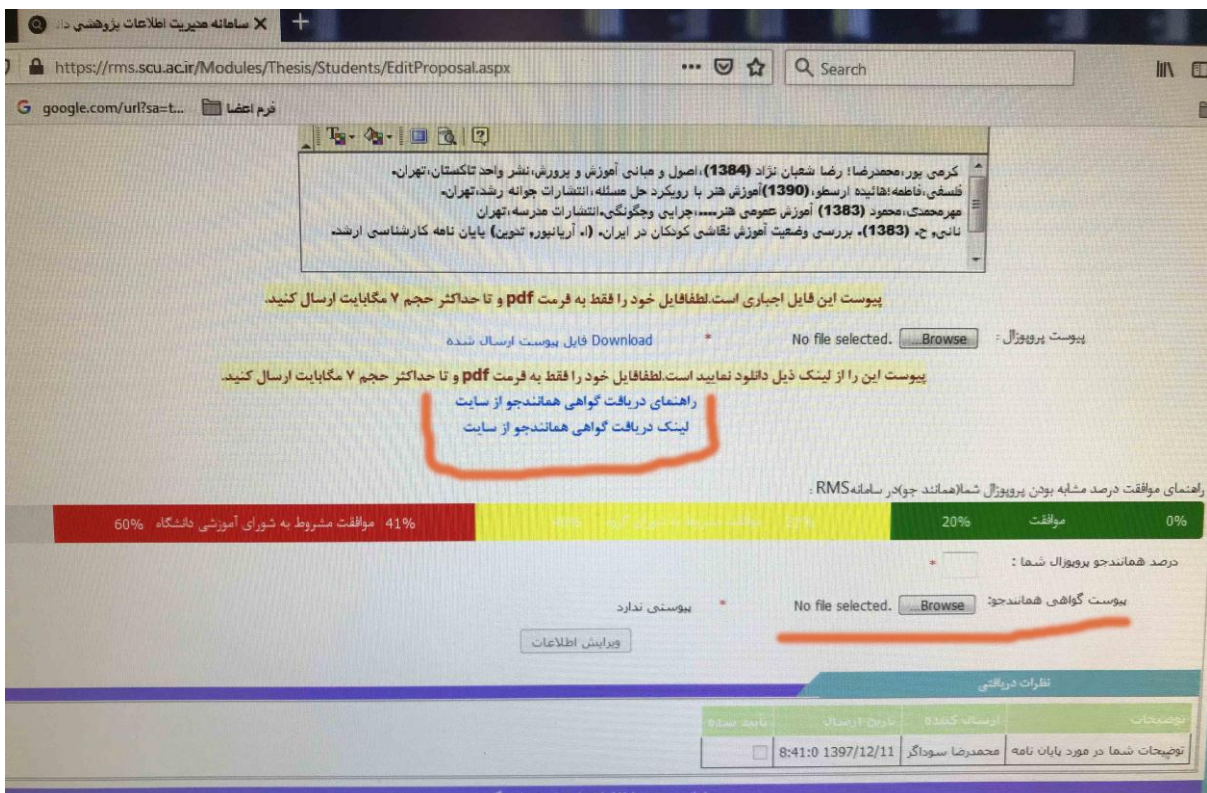 سامانه مدیریت اطلاعات پژوهشی دا
https://rms.scu.ac.ir/Modules/Thesis/Students/EditProposal.aspx
Search
google.com/url?sa=t...
فرم اعضا
کرمی پور،محمدرضا؛ رضا شعبان نژاد (1384)،اصول و مبانی آموزش و پرورش،نشر واحد تاکستان،تهران.
فلسفی،فاطمه؛هائیده ارسطو، (1390)آموزش هنر با رویکرد حل مسئله،انتشارات جوانه رشد،تهران.
مهرمحمدی،محمود (1383) آموزش عمومی هنر....،چرایی وچگونگی،انتشارات مدرسه،تهران
نانی، ح. (1383)، بررسی وضعیت آموزش نقاشی کودکان در ایران، (ا، آریانپور، تدوین) پایان نامه کارشناسی ارشد.
پیوست این فایل اجباری است.لطفافایل خود را فقط به فرمت pdf و تا حداکثر حجم ۷ مگابایت ارسال کنید.
پیوست پروپوزال : Browse... No file selected. * Download فایل پیوست ارسال شده
پیوست این را از لینک ذیل دانلود نمایید است.لطفافایل خود را فقط به فرمت pdf و تا حداکثر حجم ۷ مگابایت ارسال کنید.
راهنمای دریافت گواهی همانندجو از سایت
لینک دریافت گواهی همانندجو از سایت
راهنمای موافقت درصد مشابه بودن پروپوزال شما(همانند جو)در سامانهRMS :
0% موافقت 20%
موافقت مشروط به شورای گروه 40%
41% موافقت مشروط به شورای آموزشی دانشگاه 60%
درصد همانندجو پروپوزال شما : *
پیوست گواهی همانندجو: Browse... No file selected. * پیوستی ندارد
ویرایش اطلاعات
نظرات دریافتی
توضیحات ارسال کننده تاریخ ارسال تایید شده
توضیحات شما در مورد پایان نامه محمدرضا سوداگر 1397/12/11 8:41:0